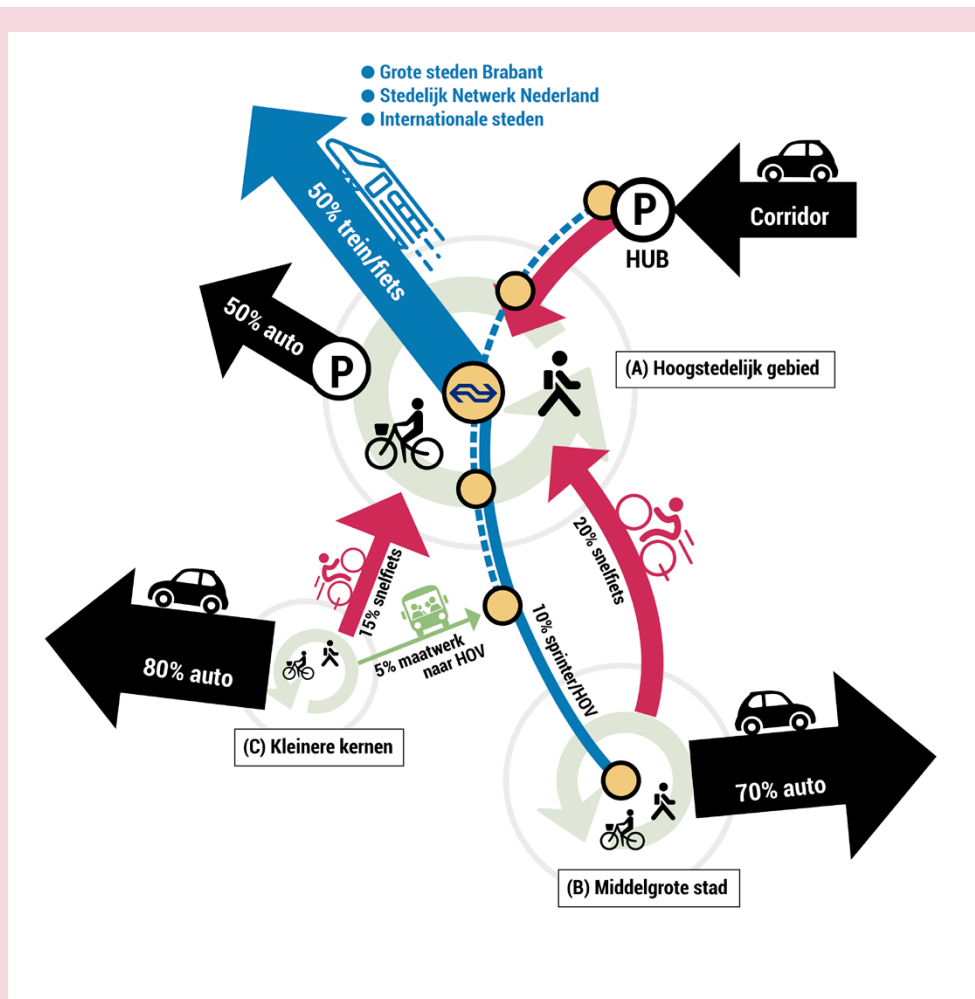 Grote steden Brabant
Stedelijk Netwerk Nederland
Internationale steden
50% trein/fiets
Corridor
P
HUB
50% auto
P
(A) Hoogstedelijk gebied
20% snelfiets
15% snelfiets
80% auto
5% maatwerk
naar HOV
10% sprinter/HOV
(C) Kleinere kernen
70% auto
(B) Middelgrote stad